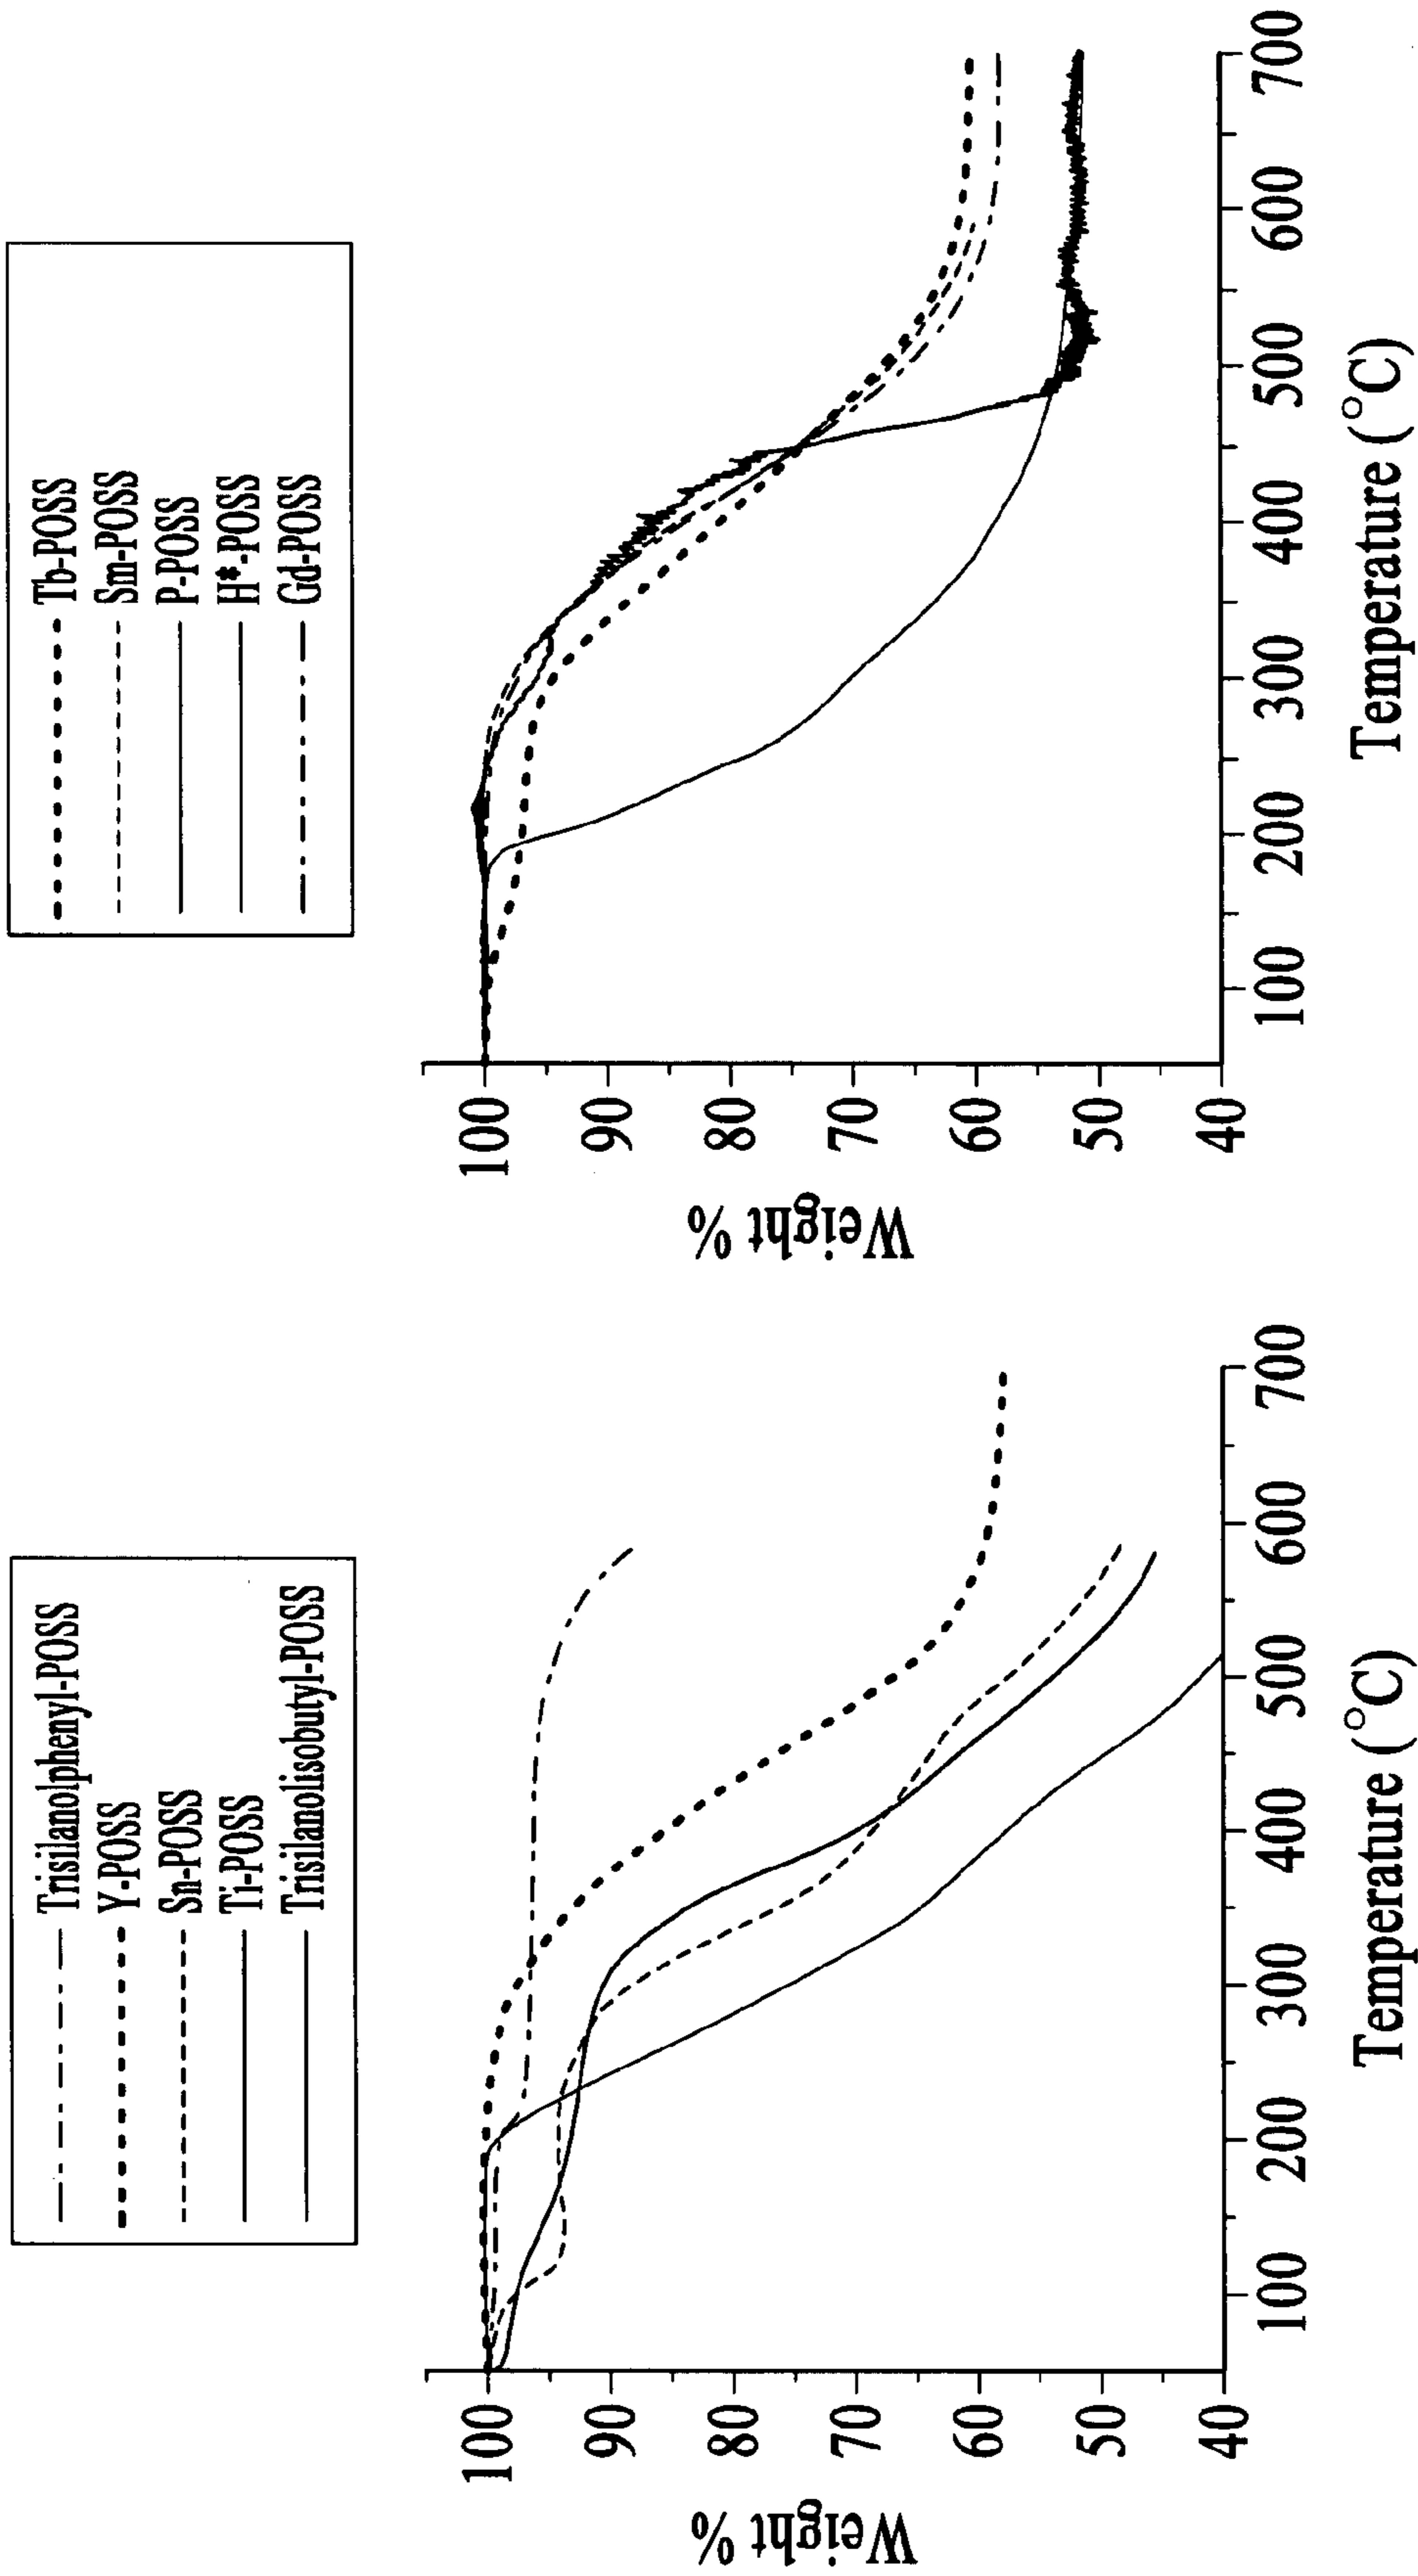 Trisilanolphenyl-POSS
Y-POSS
Sn-POSS
Ti-POSS
Trisilanolisobutyl-POSS
Weight %
100
90
80
70
60
50
40
100 200 300 400 500 600 700
Temperature (°C)
Tb-POSS
Sm-POSS
P-POSS
H*-POSS
Gd-POSS
Weight %
100
90
80
70
60
50
40
100 200 300 400 500 600 700
Temperature (°C)